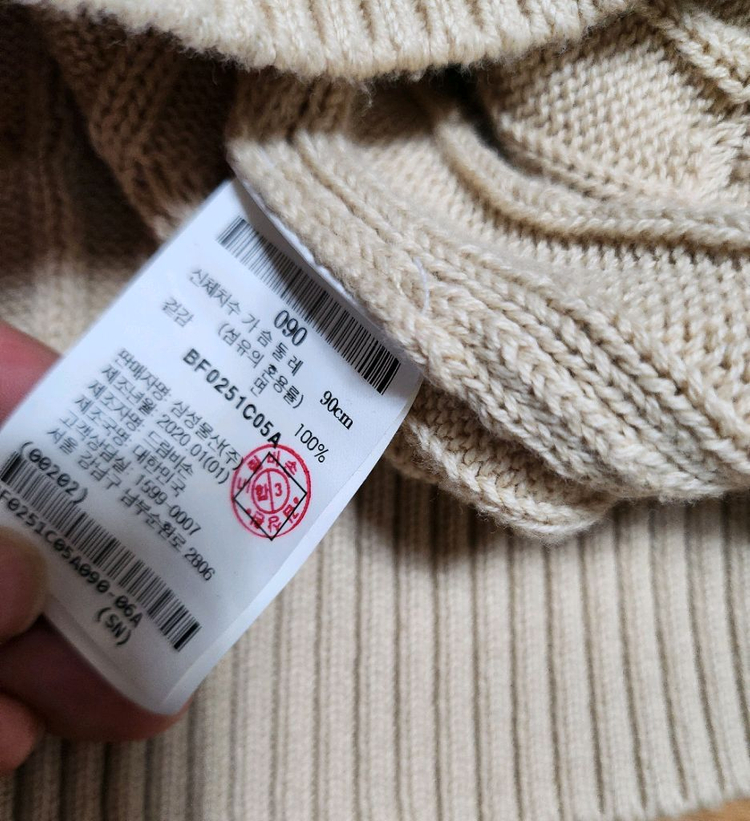 090
신체치수 가슴둘레 90cm
(섬유의 혼용률)
겉감 면 100%
BF0251C05A
판매자명: 삼성물산(주)
제조년월: 2020.01(01)
제조자명: 드림비손
제조국명: 대한민국
고객상담실: 1599-0007
서울 강남구 남부순환로 2806
(00202)
BF0251C05A090-06A
(SN)